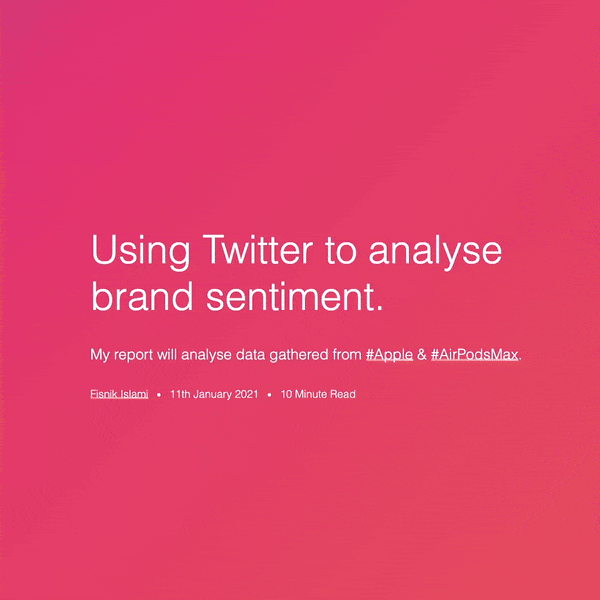 Using Twitter to analyse
brand sentiment.
My report will analyse data gathered from #Apple & #AirPodsMax.
Fisnik Islami • 11th January 2021 • 10 Minute Read